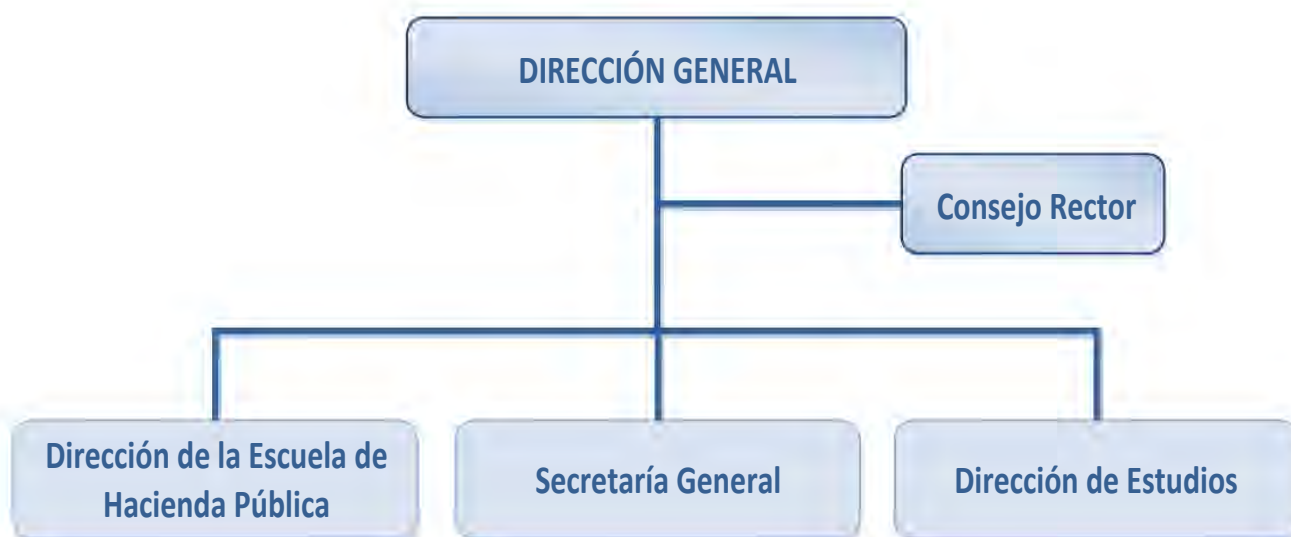 DIRECCIÓN GENERAL
Consejo Rector
Dirección de la Escuela de
Hacienda Pública
Secretaría General
Dirección de Estudios